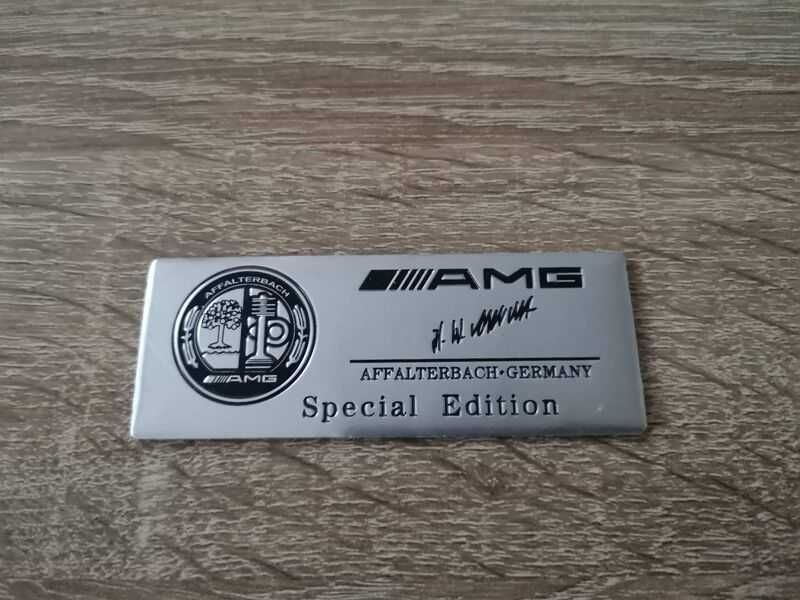 AFFALTERBACH
AMG
AMG
AFFALTERBACH·GERMANY
Special Edition